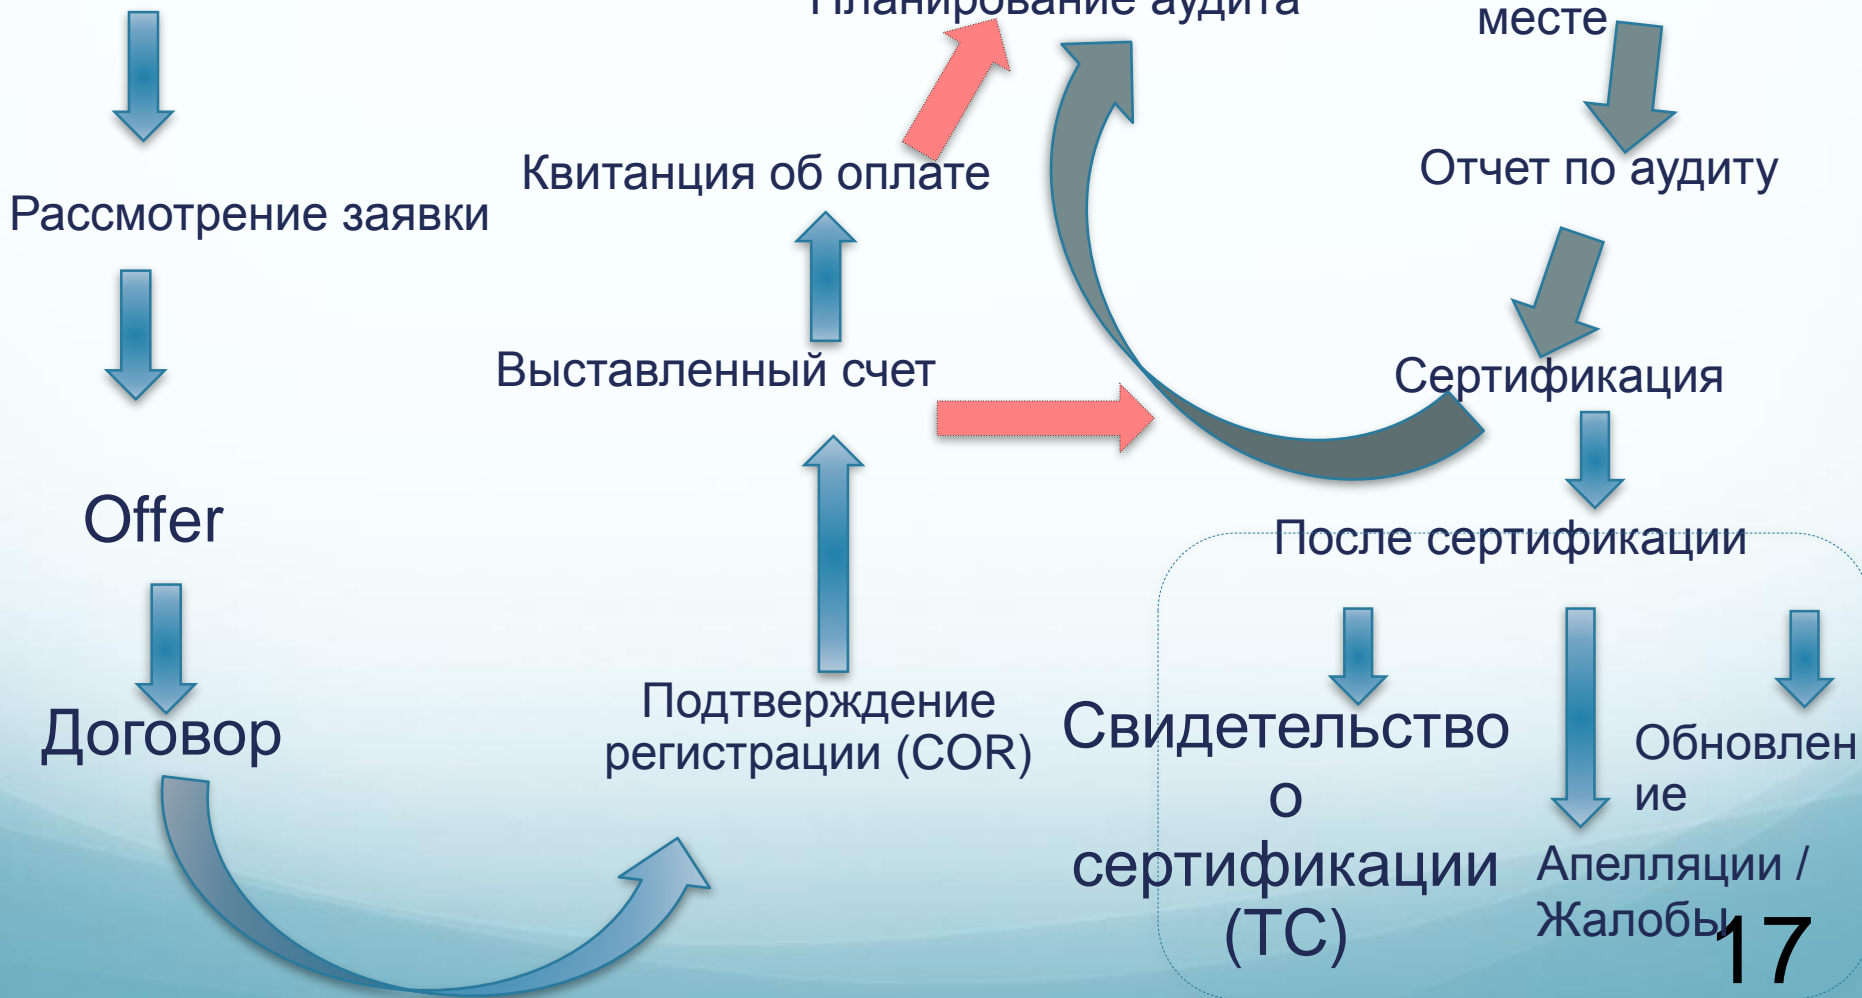 Планирование аудита
месте
Рассмотрение заявки
Квитанция об оплате
Отчет по аудиту
Выставленный счет
Сертификация
Offer
После сертификации
Договор
Подтверждение
регистрации (COR)
Свидетельство
о
сертификации
(TC)
Обновлен
ие
Апелляции /
Жалобы
17